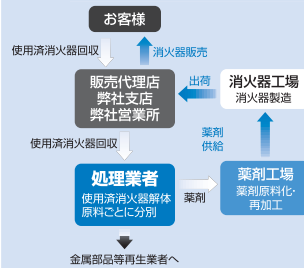 お客様
使用済消火器回収
消火器販売
販売代理店
弊社支店
弊社営業所
出荷
消火器工場
消火器製造
使用済消火器回収
薬剤
供給
処理業者
使用済消火器解体
原料ごとに分別
薬剤
薬剤工場
薬剤原料化・
再加工
金属部品等再生業者へ